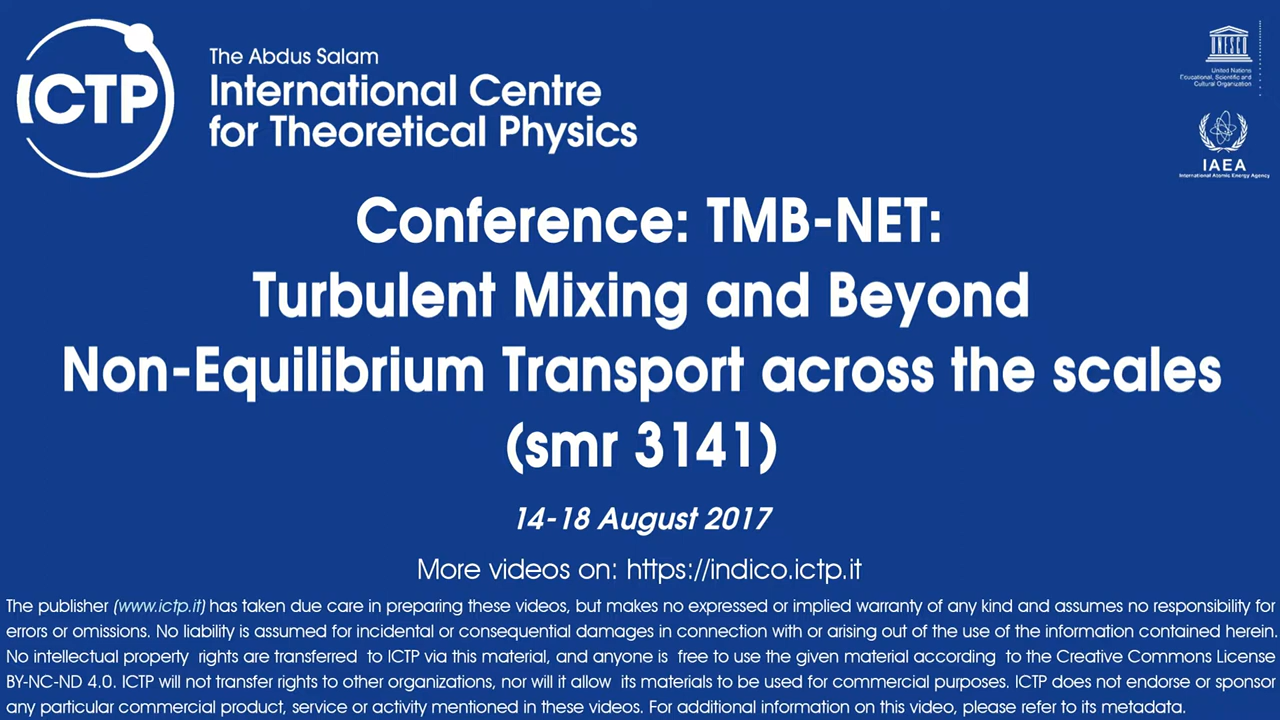 ICTP
The Abdus Salam
International Centre
for Theoretical Physics
UNESCO
United Nations
Educational, Scientific and
Cultural Organization
IAEA
International Atomic Energy Agency
Conference: TMB-NET:
Turbulent Mixing and Beyond
Non-Equilibrium Transport across the scales
(smr 3141)
14-18 August 2017
More videos on: https://indico.ictp.it
The publisher (www.ictp.it) has taken due care in preparing these videos, but makes no expressed or implied warranty of any kind and assumes no responsibility for
errors or omissions. No liability is assumed for incidental or consequential damages in connection with or arising out of the use of the information contained herein.
No intellectual property rights are transferred to ICTP via this material, and anyone is free to use the given material according to the Creative Commons License
BY-NC-ND 4.0. ICTP will not transfer rights to other organizations, nor will it allow its materials to be used for commercial purposes. ICTP does not endorse or sponsor
any particular commercial product, service or activity mentioned in these videos. For additional information on this video, please refer to its metadata.